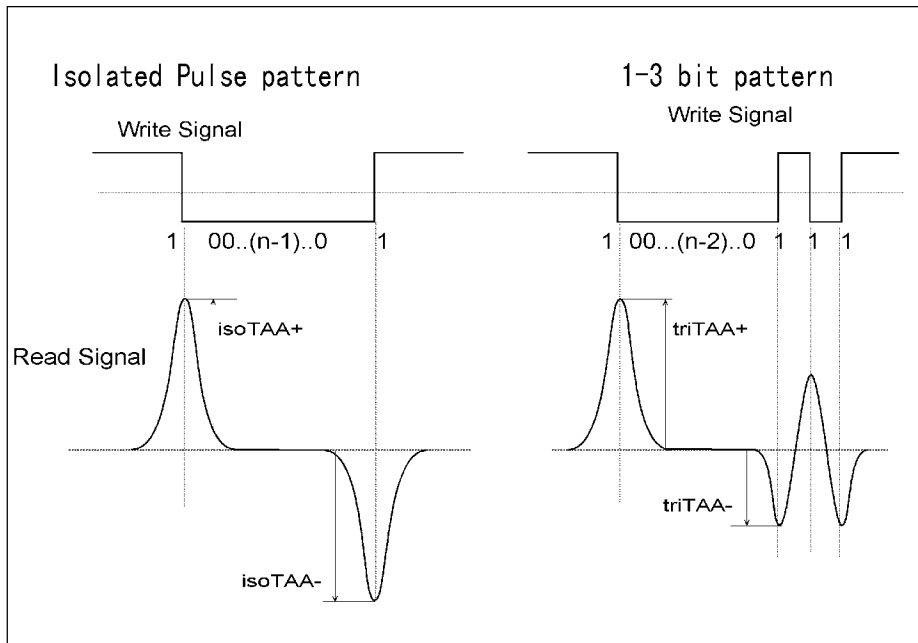 Isolated Pulse pattern
Write Signal
1 00..(n-1)..0 1
isoTAA+
Read Signal
isoTAA-
1-3 bit pattern
Write Signal
1 00...(n-2)..0 1 1 1
triTAA+
triTAA-